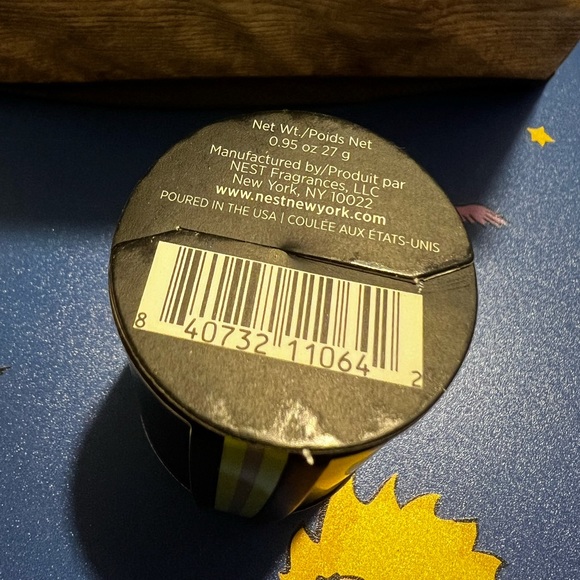 Net Wt./Poids Net
0.95 oz 27 g
Manufactured by/Produit par
NEST Fragrances, LLC
New York, NY 10022
www.nestnewyork.com
POURED IN THE USA | COULÉE AUX ÉTATS-UNIS
8 40732 11064 2